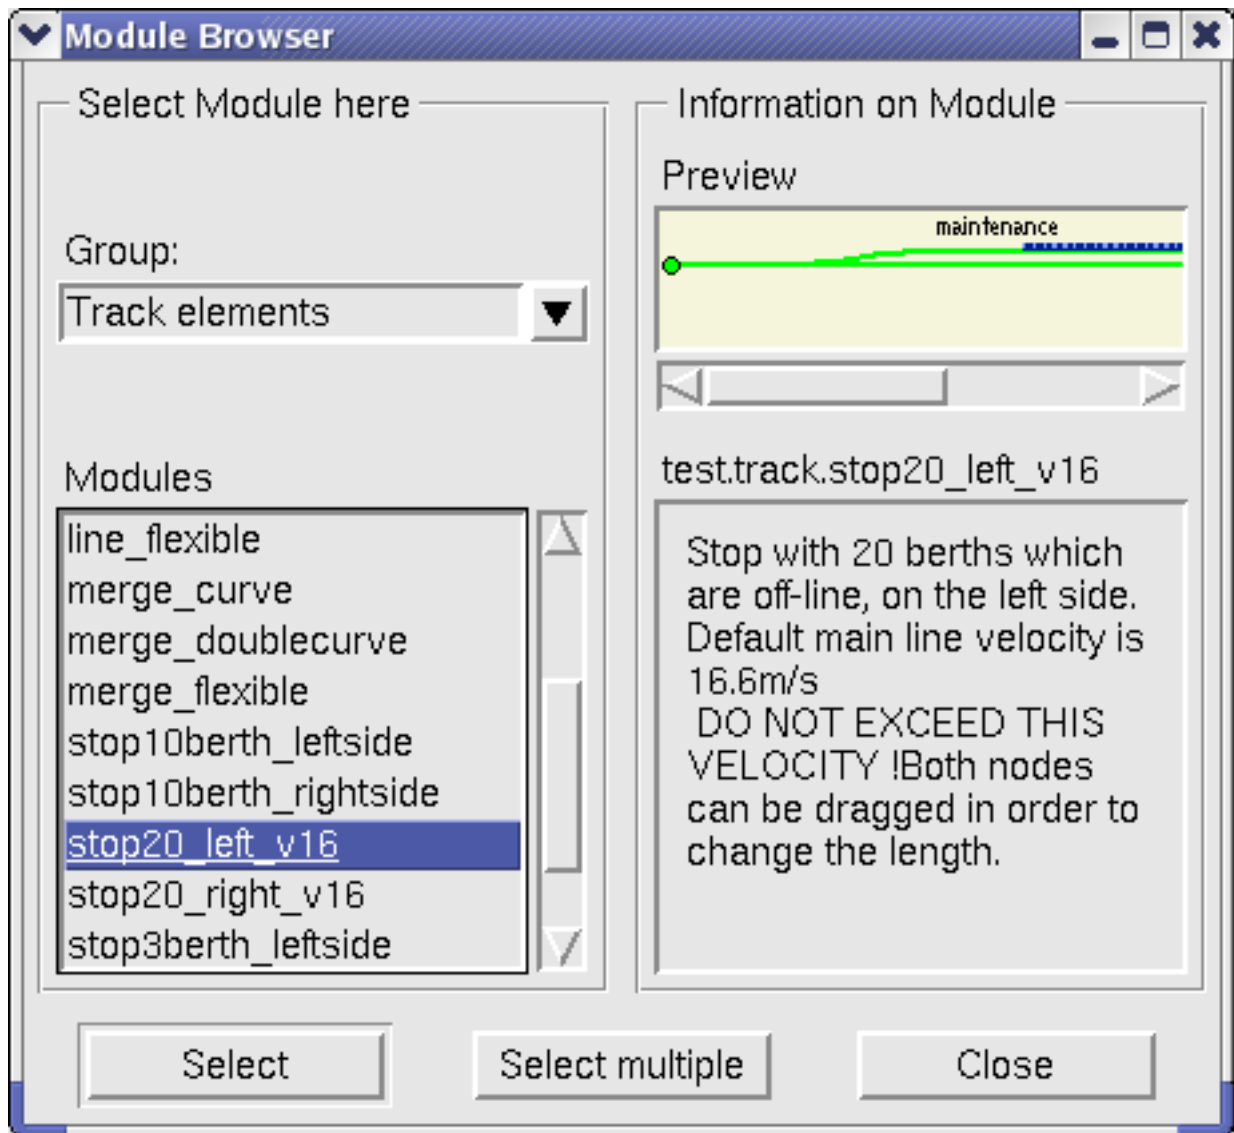 Module Browser
Select Module here
Group:
Track elements
Modules
line_flexible
merge_curve
merge_doublecurve
merge_flexible
stop10berth_leftside
stop10berth_rightside
stop20_left_v16
stop20_right_v16
stop3berth_leftside
Information on Module
Preview
maintenance
test.track.stop20_left_v16
Stop with 20 berths which
are off-line, on the left side.
Default main line velocity is
16.6m/s
DO NOT EXCEED THIS
VELOCITY !Both nodes
can be dragged in order to
change the length.
Select
Select multiple
Close